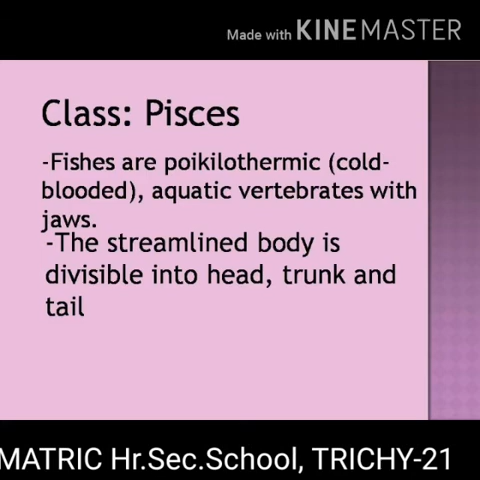 Made with KINEMASTER
Class: Pisces
-Fishes are poikilothermic (cold-
blooded), aquatic vertebrates with
jaws.
-The streamlined body is
divisible into head, trunk and
tail
MATRIC Hr.Sec.School, TRICHY-21